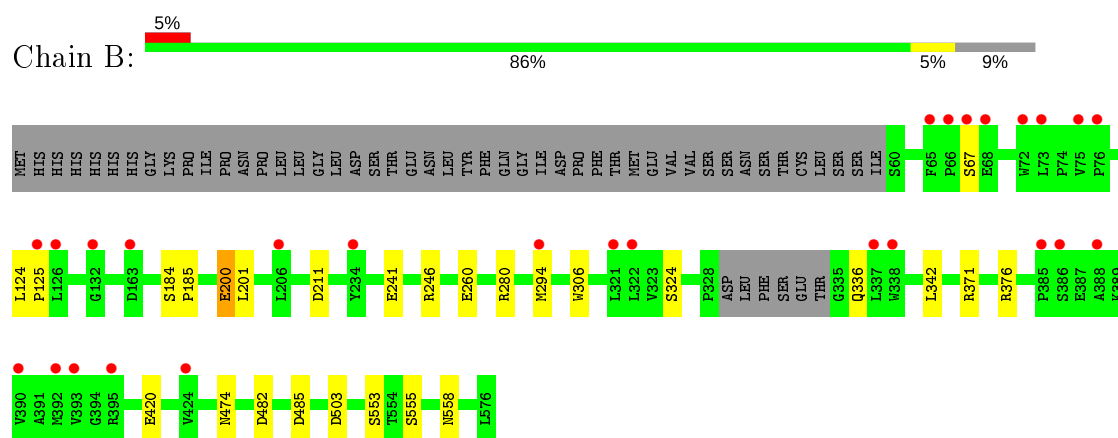 5%
Chain B:
86% 5% 9%
MET HIS HIS HIS HIS HIS HIS HIS GLY LYS PRO ILE PRO ASN PRO LEU LEU GLY LEU ASP SER THR GLU ASN LEU TYR PHE GLN GLY ILE ASP PRO PHE THR MET GLU VAL VAL SER SER ASN SER THR CYS LEU SER SER ILE S60 F65 P66 S67 E68 W72 L73 P74 V75 P76
L124 P125 L126 G132 D163 S184 P185 E200 L201 L206 D211 Y234 E241 R246 E260 R280 M294 W306 L321 L322 V323 S324 P328 ASP LEU PHE SER GLU THR G335 Q336 L337 W338 L342 R371 R376 P385 S386 E387 A388 K389
V390 A391 M392 V393 G394 R395 E420 V424 N474 D482 D485 D503 S553 T554 S555 N558 L576